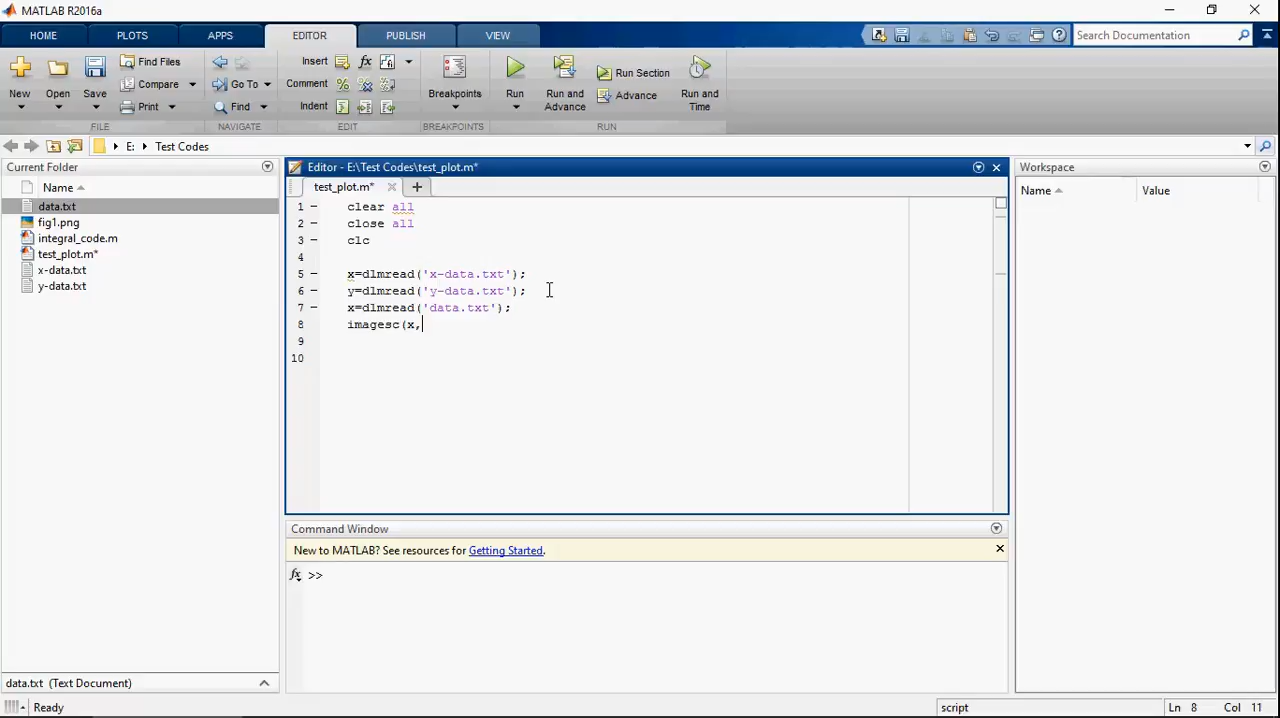 MATLAB R2016a
HOME PLOTS APPS EDITOR PUBLISH VIEW Search Documentation
New Open Save Find Files Compare Print
Go To Find
Insert Comment Indent
Breakpoints
Run Run and Advance Run Section Advance Run and Time
FILE NAVIGATE EDIT BREAKPOINTS RUN
E: Test Codes
Current Folder
Name
data.txt
fig1.png
integral_code.m
test_plot.m*
x-data.txt
y-data.txt
data.txt (Text Document)
Editor - E:\Test Codes\test_plot.m*
test_plot.m*
1 clear all
2 close all
3 clc
4
5 x=dlmread('x-data.txt');
6 y=dlmread('y-data.txt');
7 x=dlmread('data.txt');
8 imagesc(x,
9
10
Command Window
New to MATLAB? See resources for Getting Started.
fx >>
Workspace
Name Value
Ready script Ln 8 Col 11